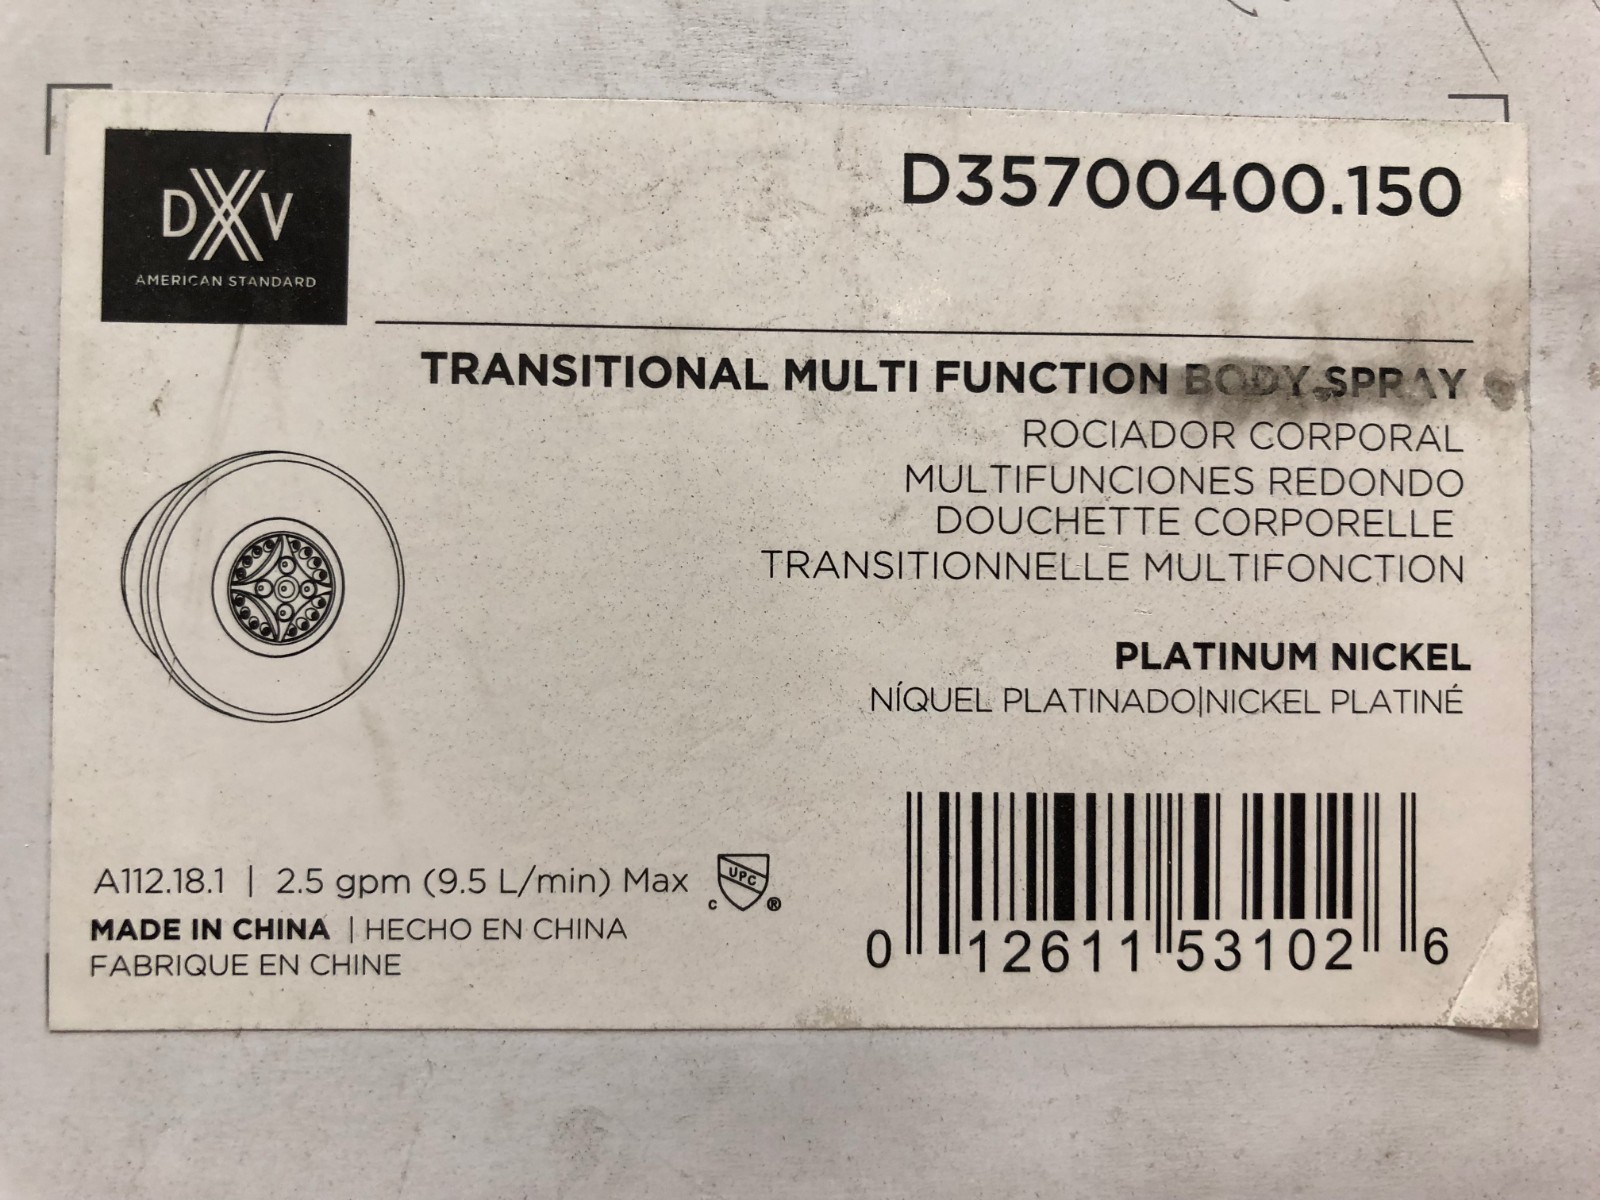 DXV
AMERICAN STANDARD
D35700400.150
TRANSITIONAL MULTI FUNCTION BODY SPRAY
ROCIADOR CORPORAL
MULTIFUNCIONES REDONDO
DOUCHETTE CORPORELLE
TRANSITIONNELLE MULTIFONCTION
PLATINUM NICKEL
NÍQUEL PLATINADO|NICKEL PLATINÉ
A112.18.1 | 2.5 gpm (9.5 L/min) Max
UPC
c ®
MADE IN CHINA | HECHO EN CHINA
FABRIQUE EN CHINE
0 12611 53102 6